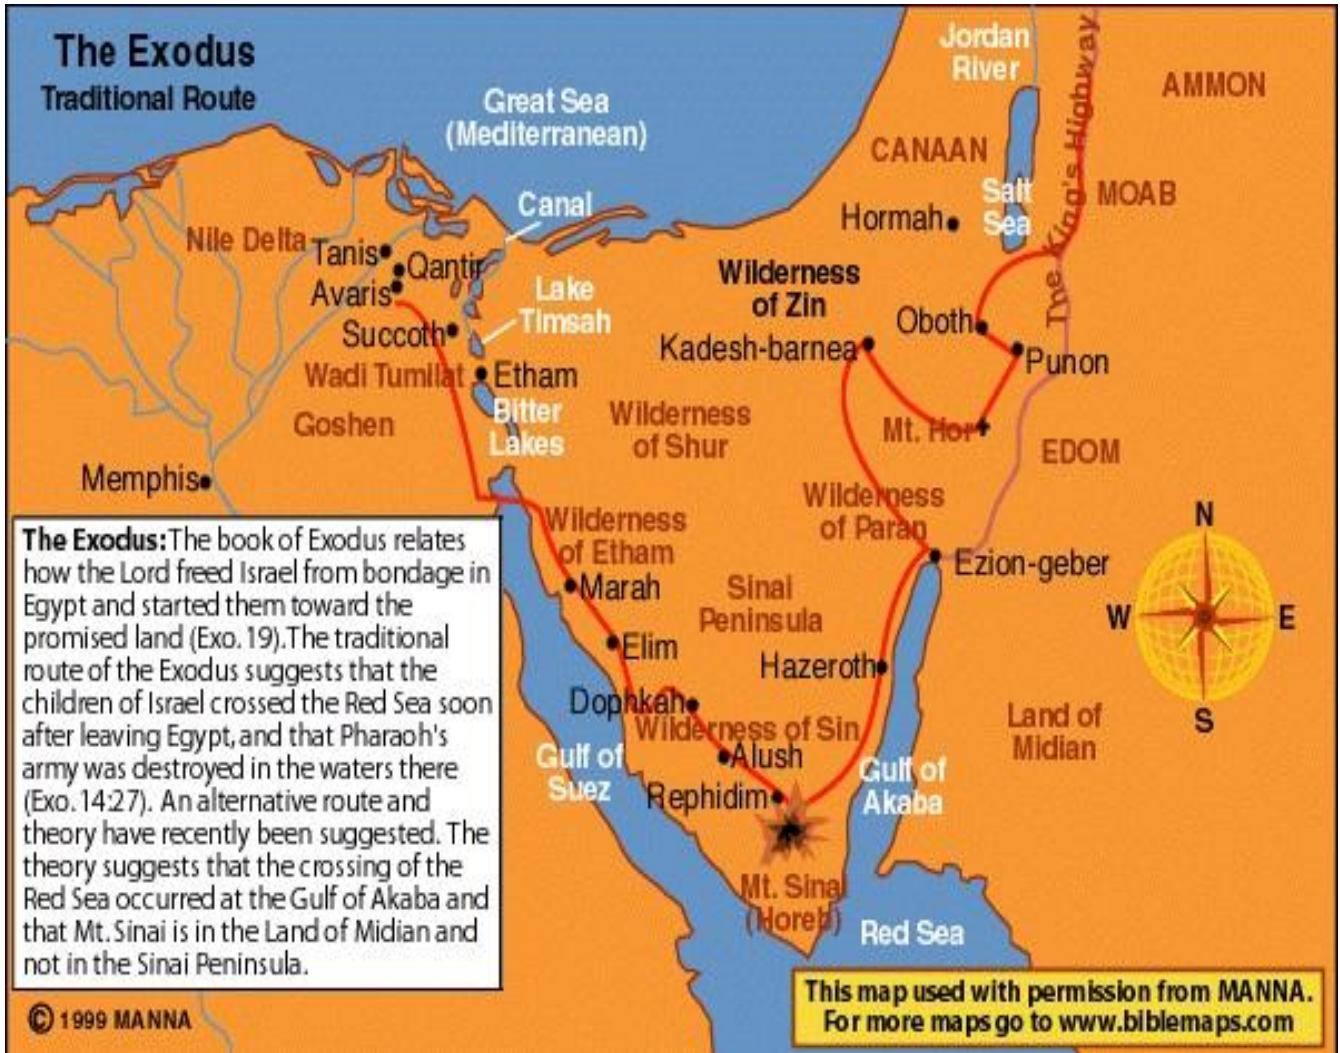 The Exodus
Traditional Route
Great Sea
(Mediterranean)
Jordan
River
The King's Highway
AMMON
CANAAN
Salt
Sea
MOAB
Canal
Hormah
Nile Delta
Tanis
Qantir
Avaris
Lake
Timsah
Wilderness
of Zin
Oboth
Succoth
Kadesh-barnea
Punon
Wadi Tumilat
Etham
Bitter
Lakes
Goshen
Wilderness
of Shur
Mt. Hor
EDOM
Memphis
Wilderness
of Paran
Wilderness
of Etham
Ezion-geber
Marah
Sinai
Peninsula
Elim
Hazeroth
Dophkah
Wilderness of Sin
Land of
Midian
Alush
Gulf of
Suez
Rephidim
Gulf of
Akaba
Mt. Sinai
(Horeb)
Red Sea
N
W
E
S
The Exodus: The book of Exodus relates
how the Lord freed Israel from bondage in
Egypt and started them toward the
promised land (Exo. 19). The traditional
route of the Exodus suggests that the
children of Israel crossed the Red Sea soon
after leaving Egypt, and that Pharaoh's
army was destroyed in the waters there
(Exo. 14:27). An alternative route and
theory have recently been suggested. The
theory suggests that the crossing of the
Red Sea occurred at the Gulf of Akaba and
that Mt. Sinai is in the Land of Midian and
not in the Sinai Peninsula.
© 1999 MANNA
This map used with permission from MANNA.
For more maps go to www.biblemaps.com